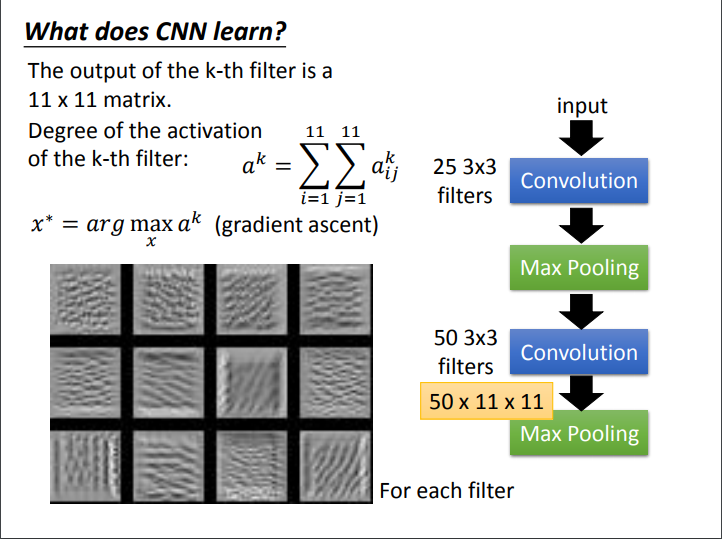 What does CNN learn?
The output of the k-th filter is a
11 x 11 matrix.
Degree of the activation
of the k-th filter:
a^k = \sum_{i=1}^{11} \sum_{j=1}^{11} a_{ij}^k
x^* = arg \max_x a^k (gradient ascent)
input
25 3x3
filters
Convolution
Max Pooling
50 3x3
filters
Convolution
50 x 11 x 11
Max Pooling
For each filter